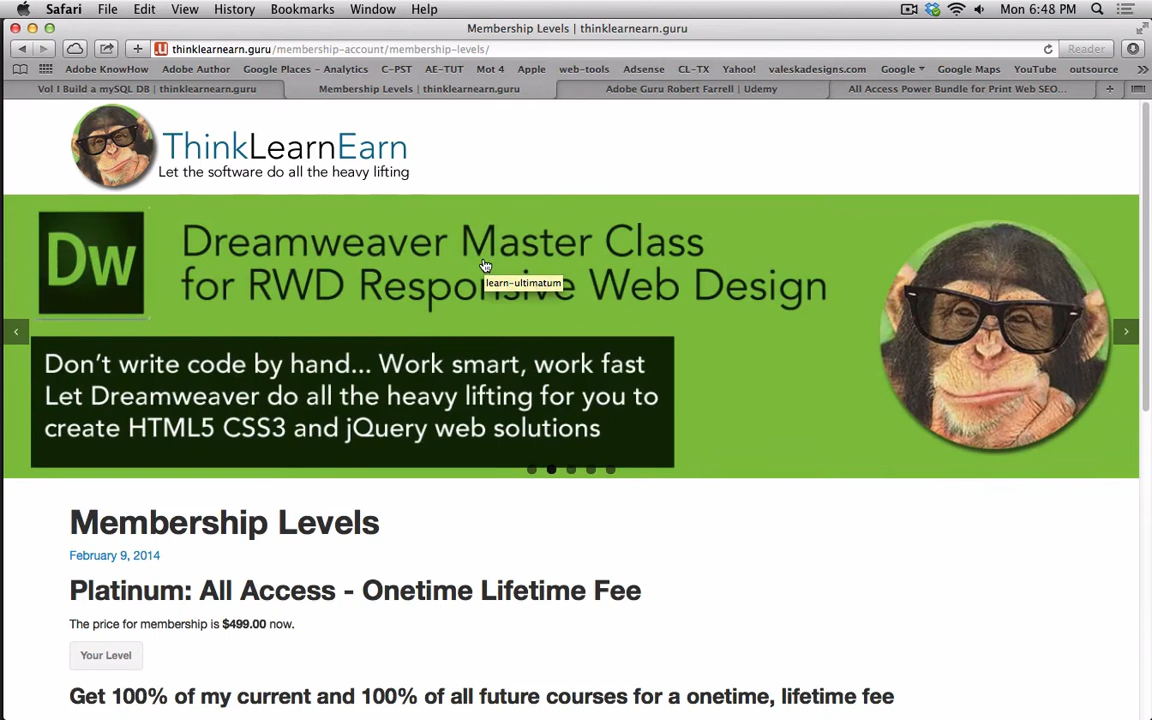 Safari File Edit View History Bookmarks Window Help Mon 6:48 PM
Membership Levels | thinklearnearn.guru
thinklearnearn.guru/membership-account/membership-levels/ Reader
Adobe KnowHow Adobe Author Google Places - Analytics C-PST AE-TUT Mot 4 Apple web-tools Adsense CL-TX Yahoo! valeskadesigns.com Google Google Maps YouTube outsource
Vol I Build a mySQL DB | thinklearnearn.guru Membership Levels | thinklearnearn.guru Adobe Guru Robert Farrell | Udemy All Access Power Bundle for Print Web SEO...
ThinkLearnEarn
Let the software do all the heavy lifting
Dw
Dreamweaver Master Class
for RWD Responsive Web Design
learn-ultimatum
Don't write code by hand... Work smart, work fast
Let Dreamweaver do all the heavy lifting for you to
create HTML5 CSS3 and jQuery web solutions
Membership Levels
February 9, 2014
Platinum: All Access - Onetime Lifetime Fee
The price for membership is $499.00 now.
Your Level
Get 100% of my current and 100% of all future courses for a onetime, lifetime fee